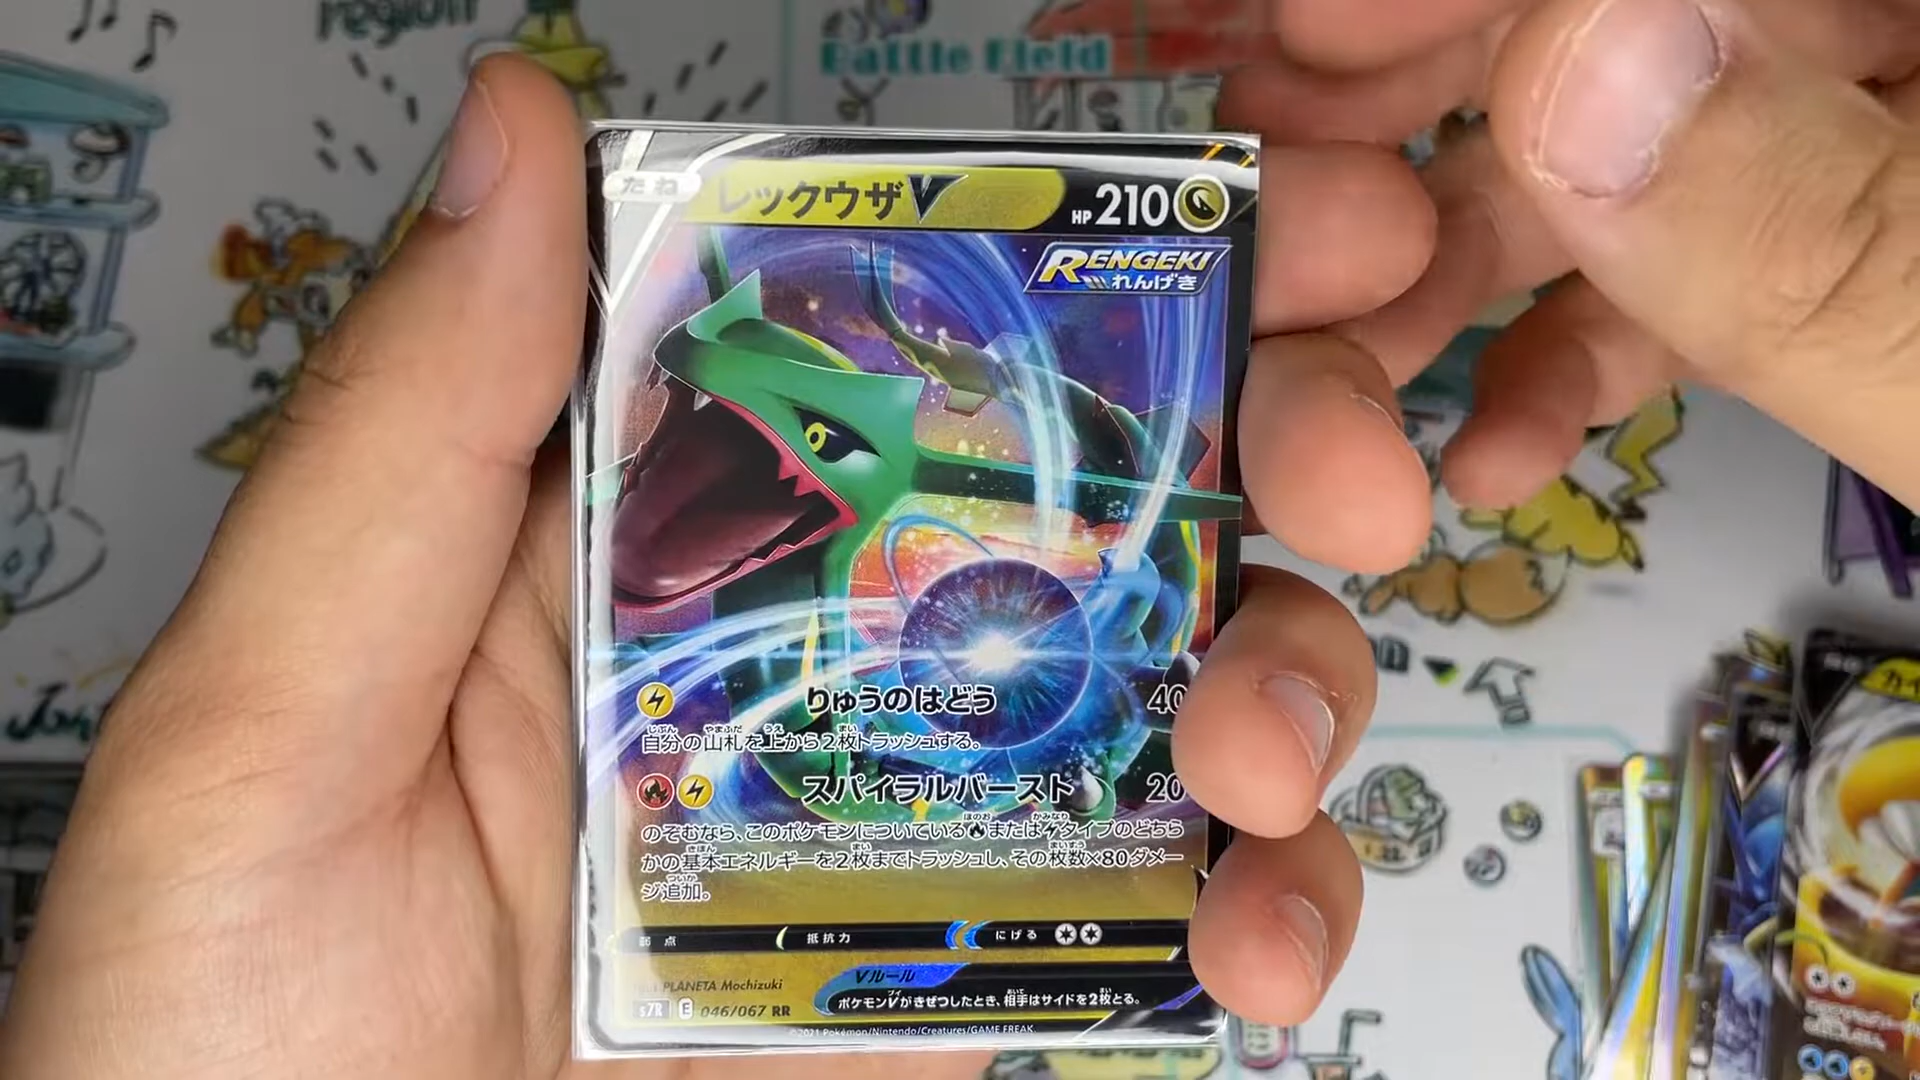 region
Battle Field
たね
レックウザV
HP 210
RENGEKI
れんげき
りゅうのはどう 40
自分の山札を上から2枚トラッシュする。
スパイラルバースト 20
のぞむなら、このポケモンについている または タイプのどちら
かの基本エネルギーを2枚までトラッシュし、その枚数×80ダメー
ジ追加。
弱点 抵抗力 にげる
Vルール
ポケモンVがきぜつしたとき、相手はサイドを2枚とる。
PLANETA Mochizuki
s7R E 046/067 RR
©2021 Pokémon/Nintendo/Creatures/GAME FREAK